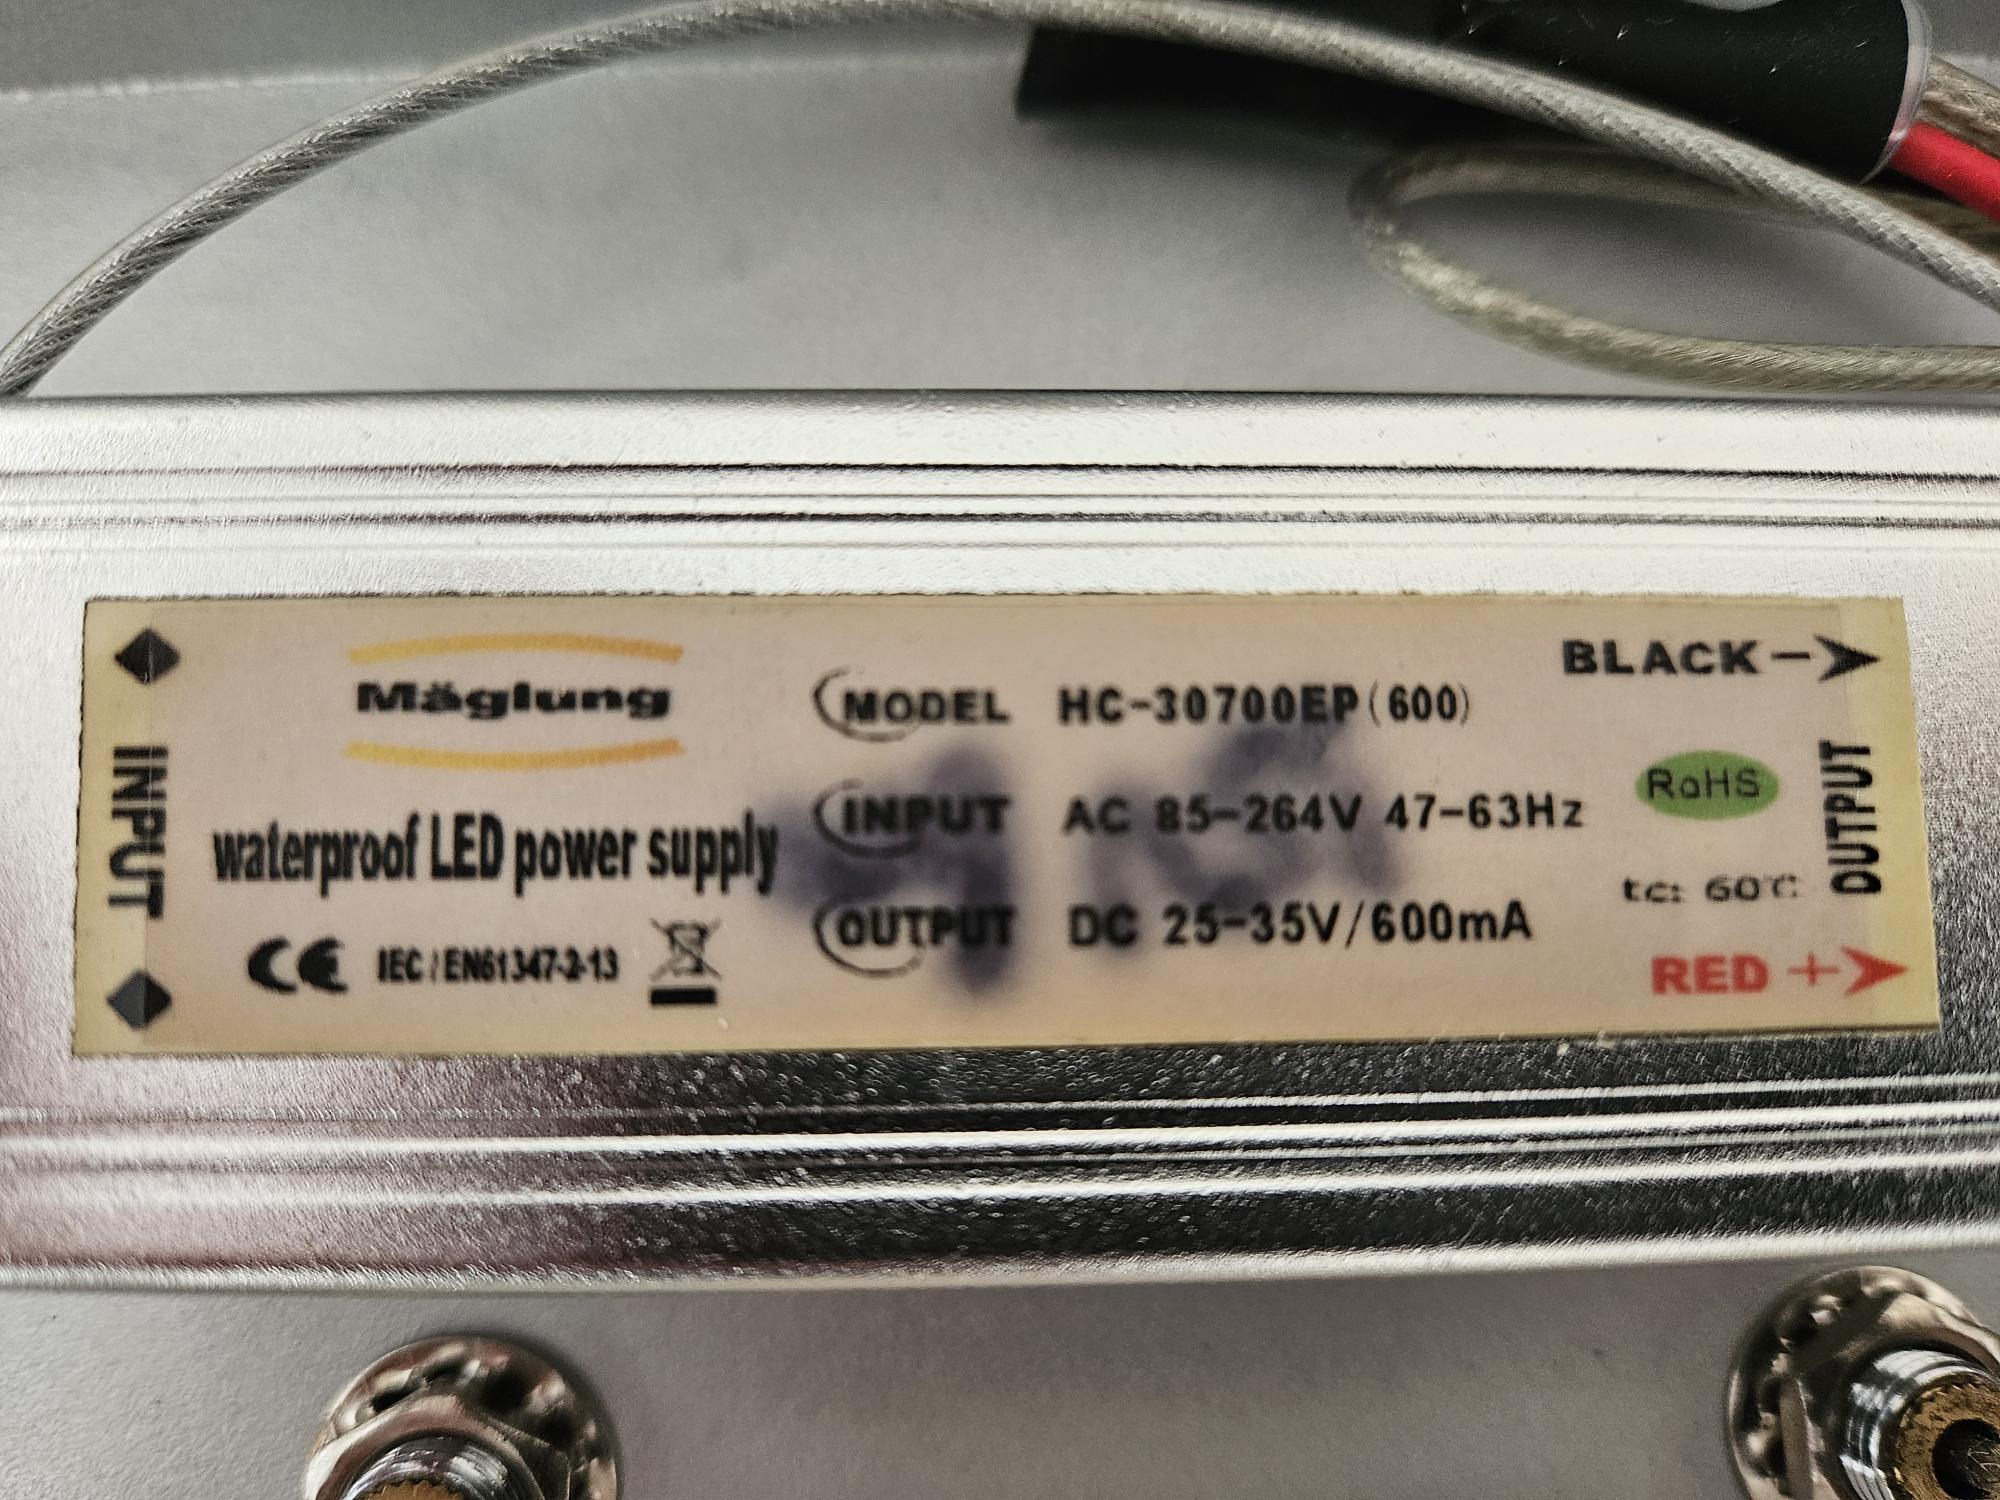 INPUT
Mäglung
waterproof LED power supply
CE IEC/EN61347-2-13
MODEL HC-30700EP(600)
INPUT AC 85-264V 47-63Hz
OUTPUT DC 25-35V/600mA
BLACK -
RoHS
tc: 60℃
RED +
OUTPUT